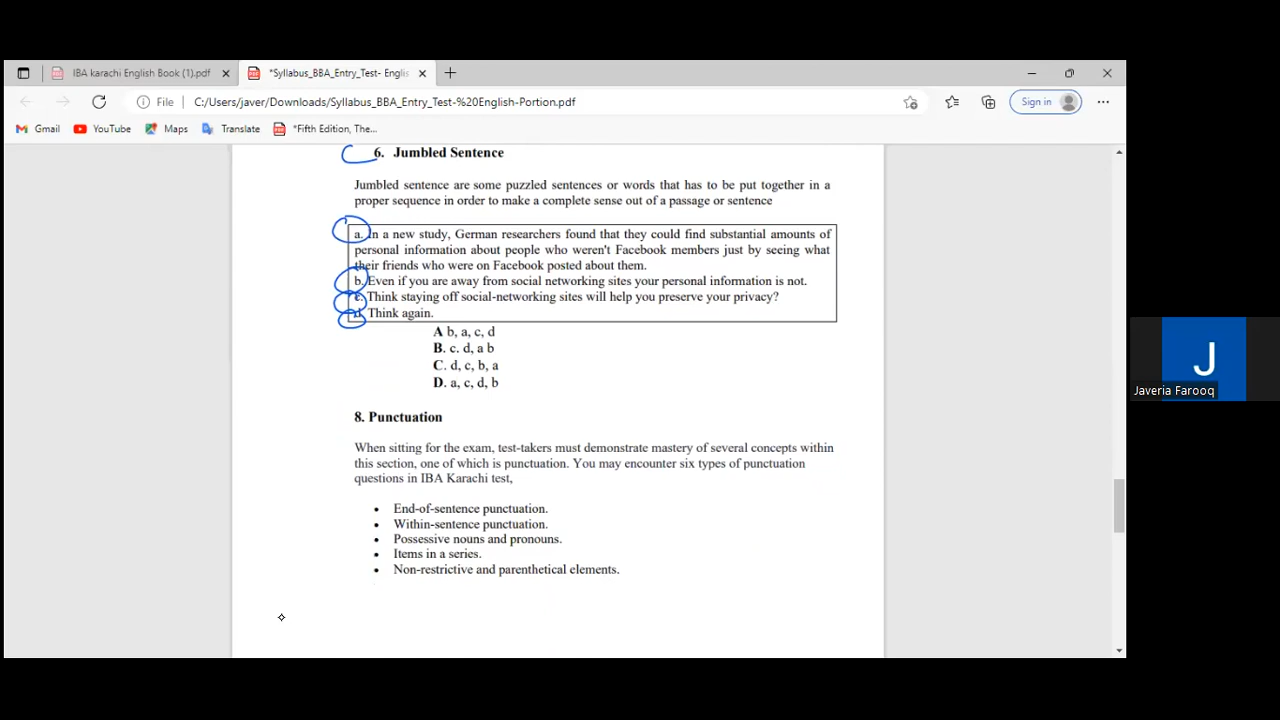 IBA karachi English Book (1).pdf
*Syllabus_BBA_Entry_Test- Englis
File C:/Users/javer/Downloads/Syllabus_BBA_Entry_Test-%20English-Portion.pdf
Sign in
Gmail YouTube Maps Translate *Fifth Edition, The...
6. Jumbled Sentence
Jumbled sentence are some puzzled sentences or words that has to be put together in a
proper sequence in order to make a complete sense out of a passage or sentence
a. In a new study, German researchers found that they could find substantial amounts of
personal information about people who weren't Facebook members just by seeing what
their friends who were on Facebook posted about them.
b. Even if you are away from social networking sites your personal information is not.
c. Think staying off social-networking sites will help you preserve your privacy?
d. Think again.
A b, a, c, d
B. c. d, a b
C. d, c, b, a
D. a, c, d, b
8. Punctuation
When sitting for the exam, test-takers must demonstrate mastery of several concepts within
this section, one of which is punctuation. You may encounter six types of punctuation
questions in IBA Karachi test,
• End-of-sentence punctuation.
• Within-sentence punctuation.
• Possessive nouns and pronouns.
• Items in a series.
• Non-restrictive and parenthetical elements.
J
Javeria Farooq